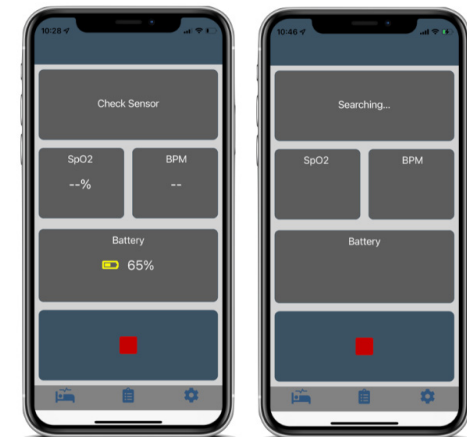 10:28
Check Sensor
SpO2
BPM
--%
--
Battery
65%
10:46
Searching...
SpO2
BPM
Battery